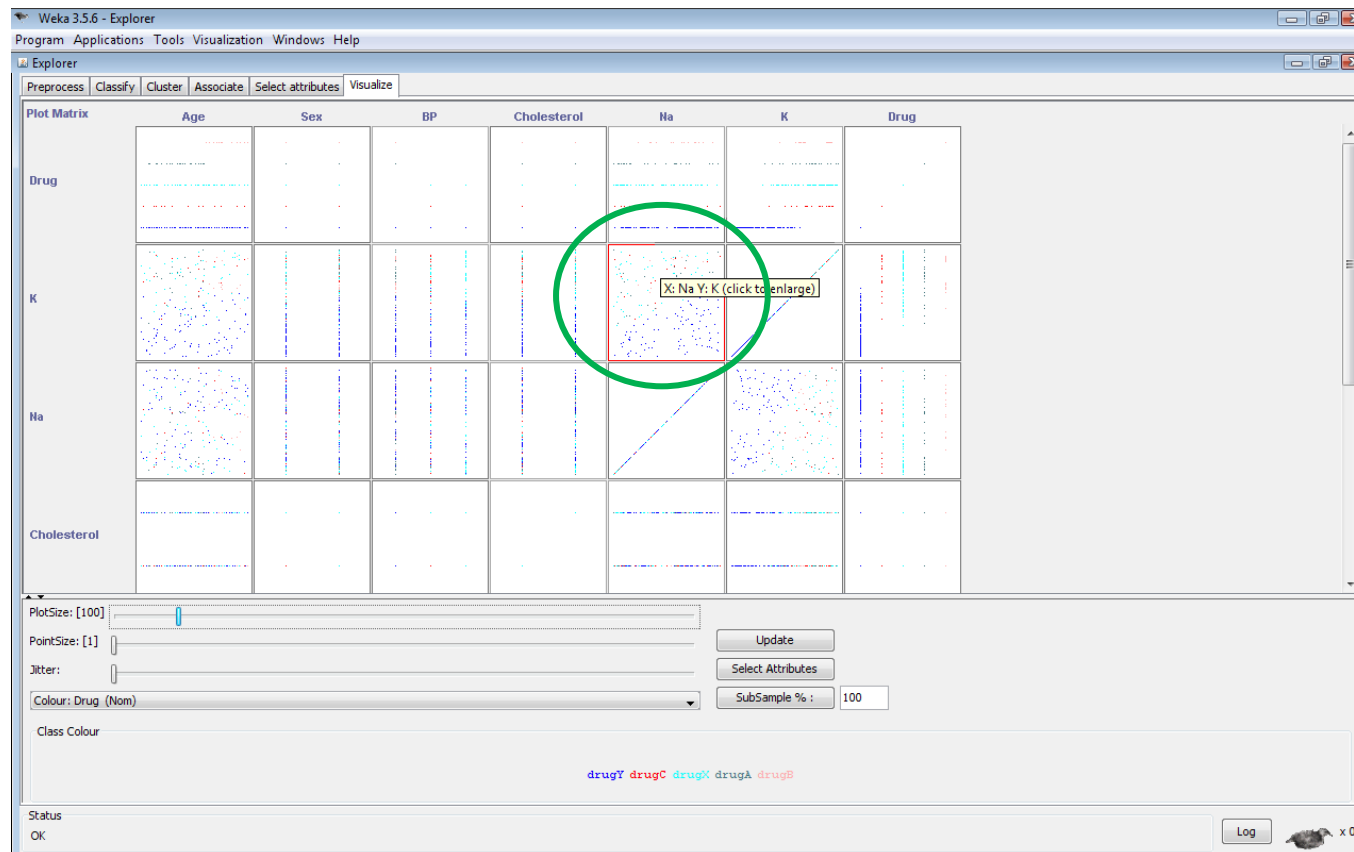 Weka 3.5.6 - Explorer
Program Applications Tools Visualization Windows Help
Explorer
Preprocess Classify Cluster Associate Select attributes Visualize
Plot Matrix Age Sex BP Cholesterol Na K Drug
Drug
K
X: Na Y: K (click to enlarge)
Na
Cholesterol
PlotSize: [100]
PointSize: [1] Update
Jitter: Select Attributes
Colour: Drug (Nom) SubSample % : 100
Class Colour
drugY drugC drugX drugA drugB
Status
OK Log x 0